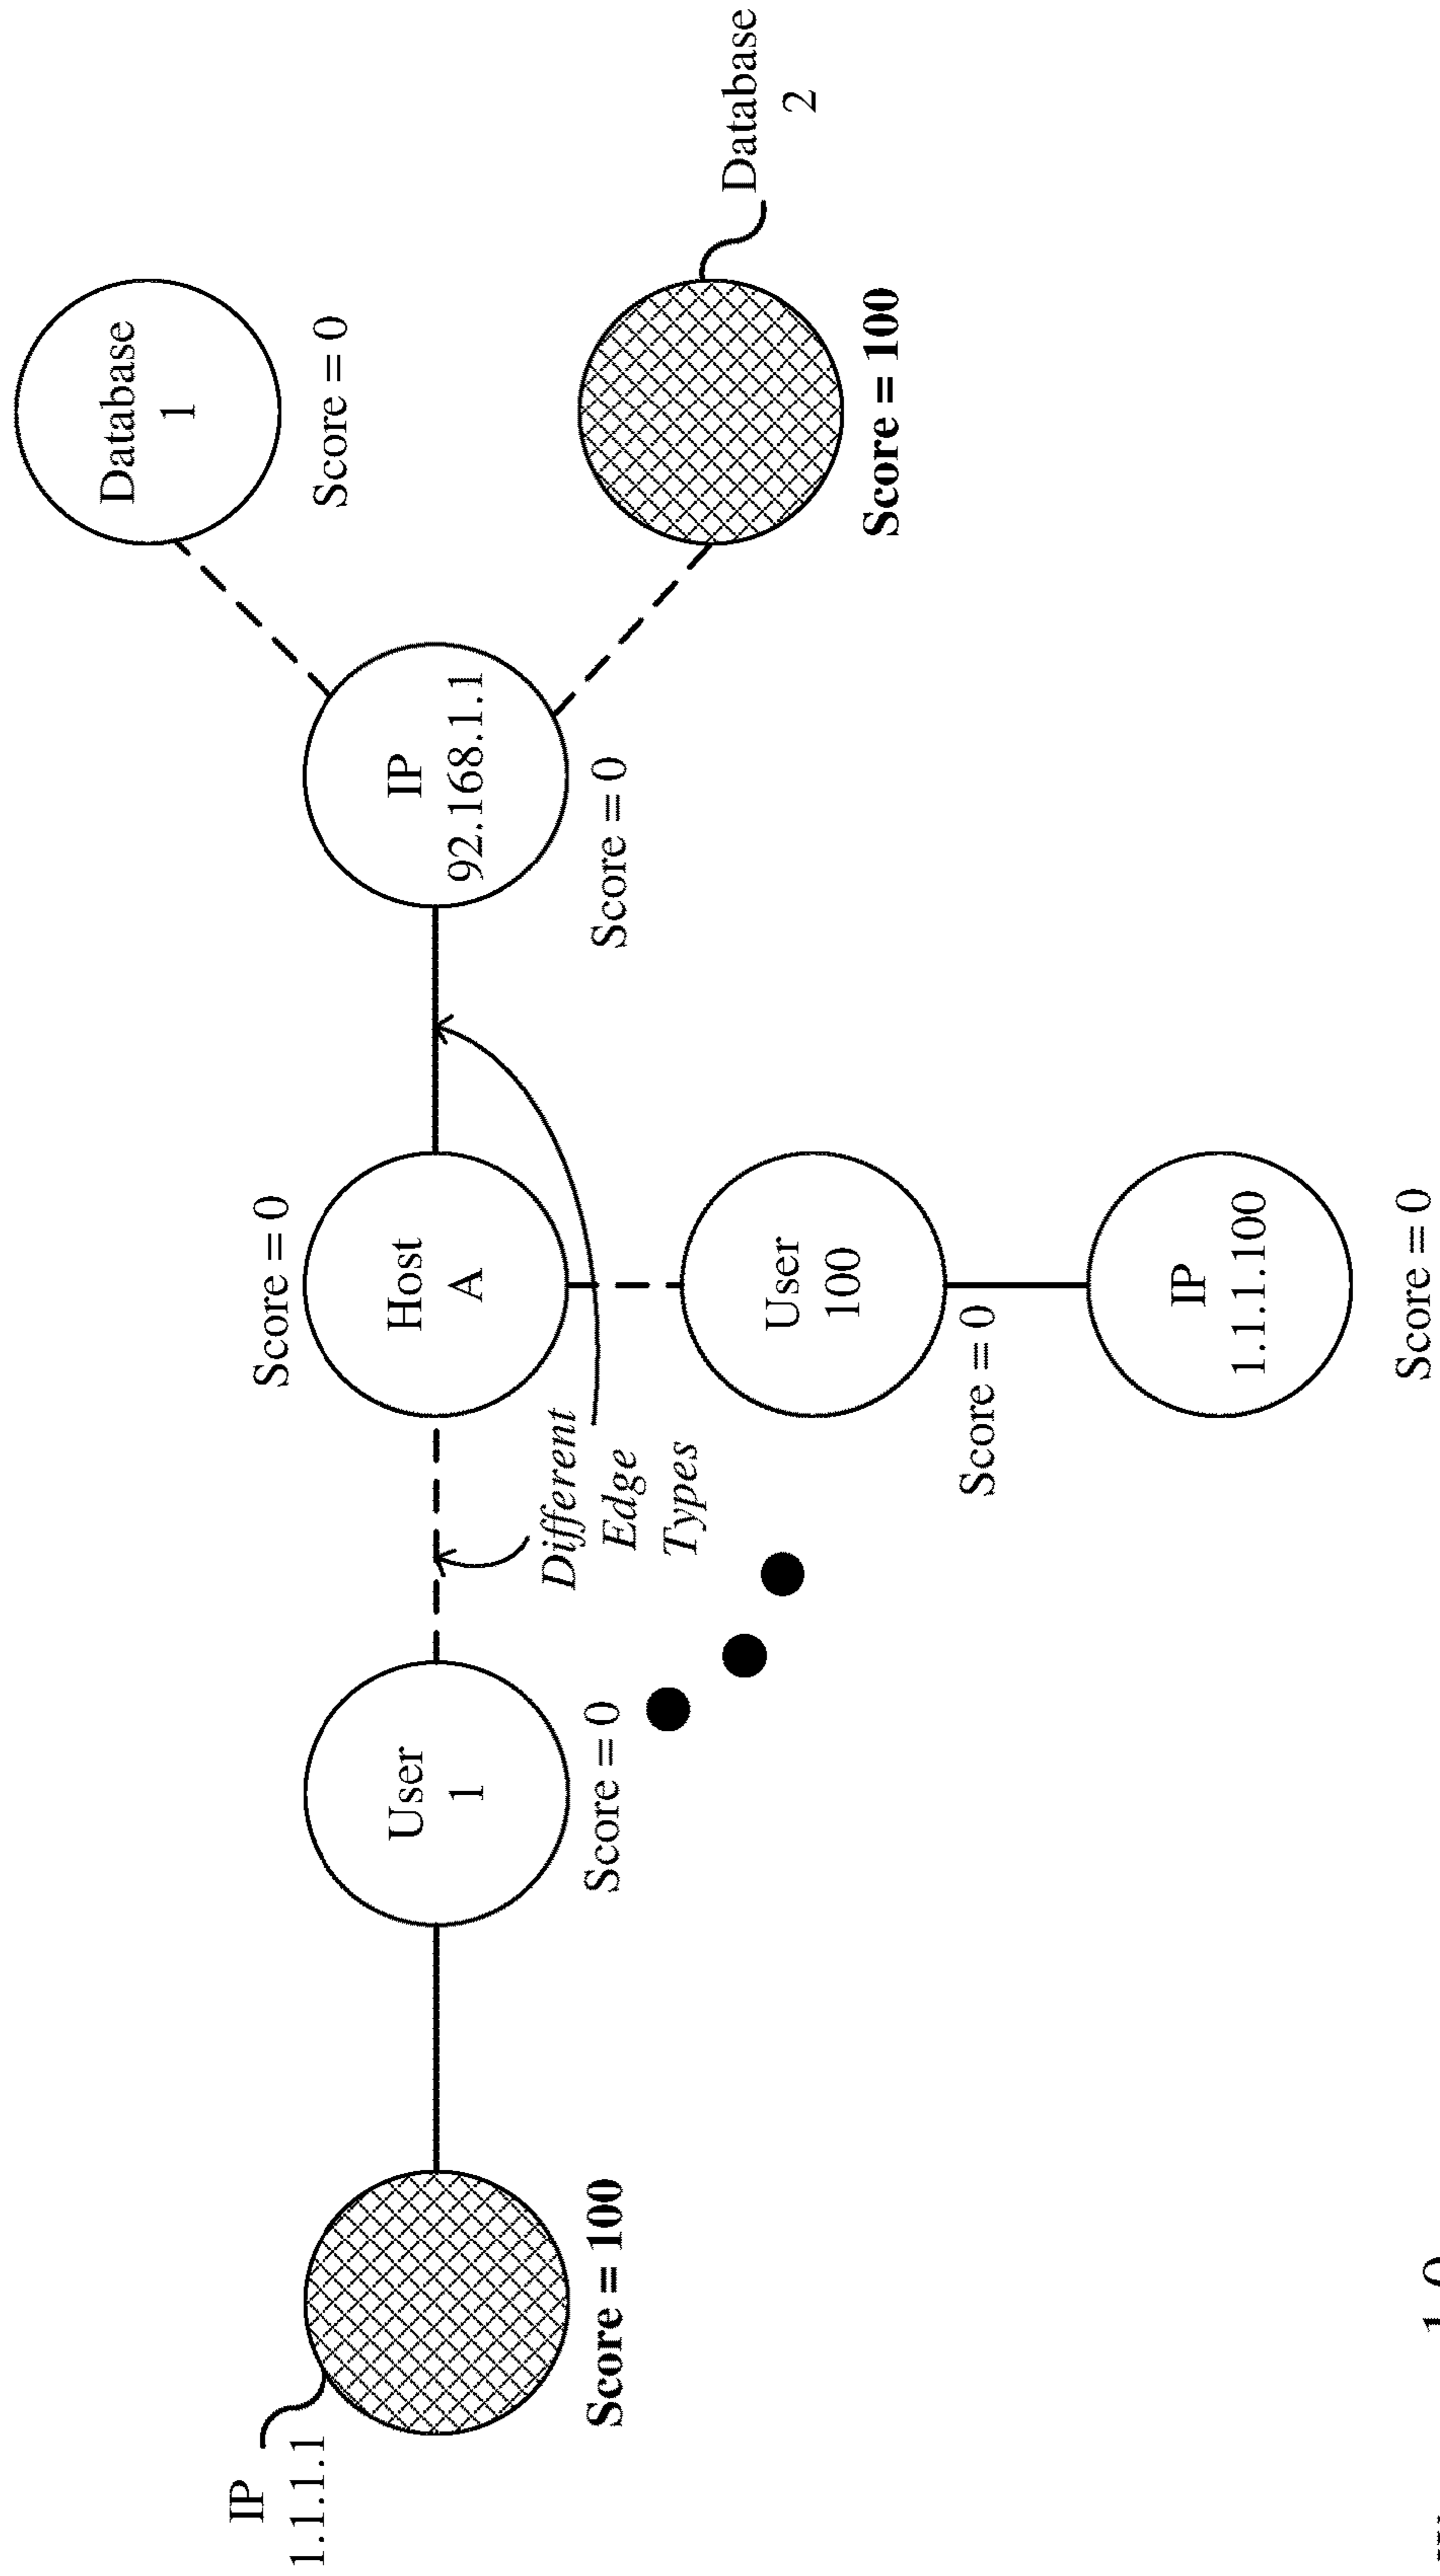 IP
1.1.1.1
Score = 100
User
1
Score = 0
Different
Edge
Types
Score = 0
Host
A
User
100
Score = 0
IP
1.1.1.100
Score = 0
IP
92.168.1.1
Score = 0
Database
1
Score = 0
Database
2
Score = 100